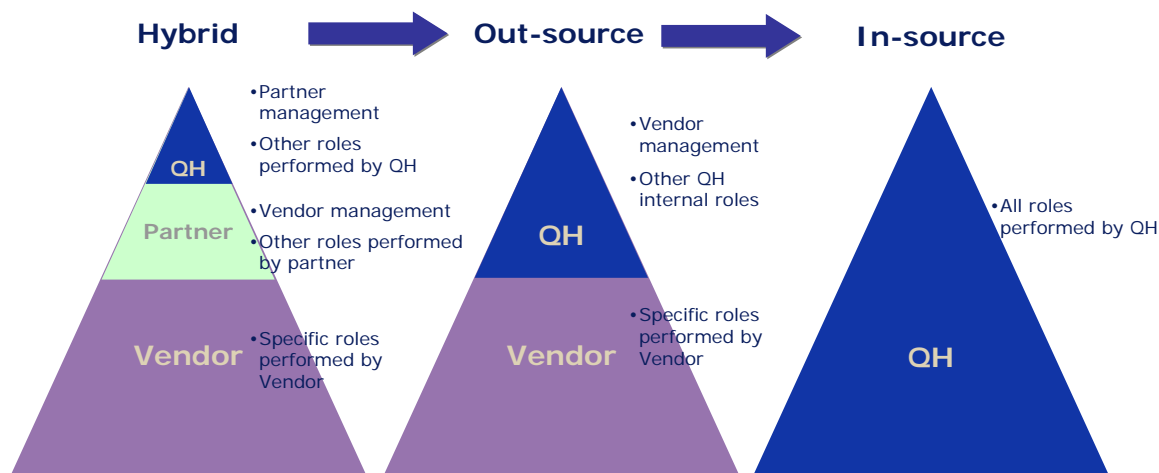 Hybrid
Out-source
In-source
•Partner
management
•Other roles
performed by QH
QH
•Vendor management
•Other roles performed
by partner
Partner
•Specific roles
performed by
Vendor
Vendor
•Vendor
management
•Other QH
internal roles
QH
•Specific roles
performed by
Vendor
Vendor
•All roles
performed by QH
QH